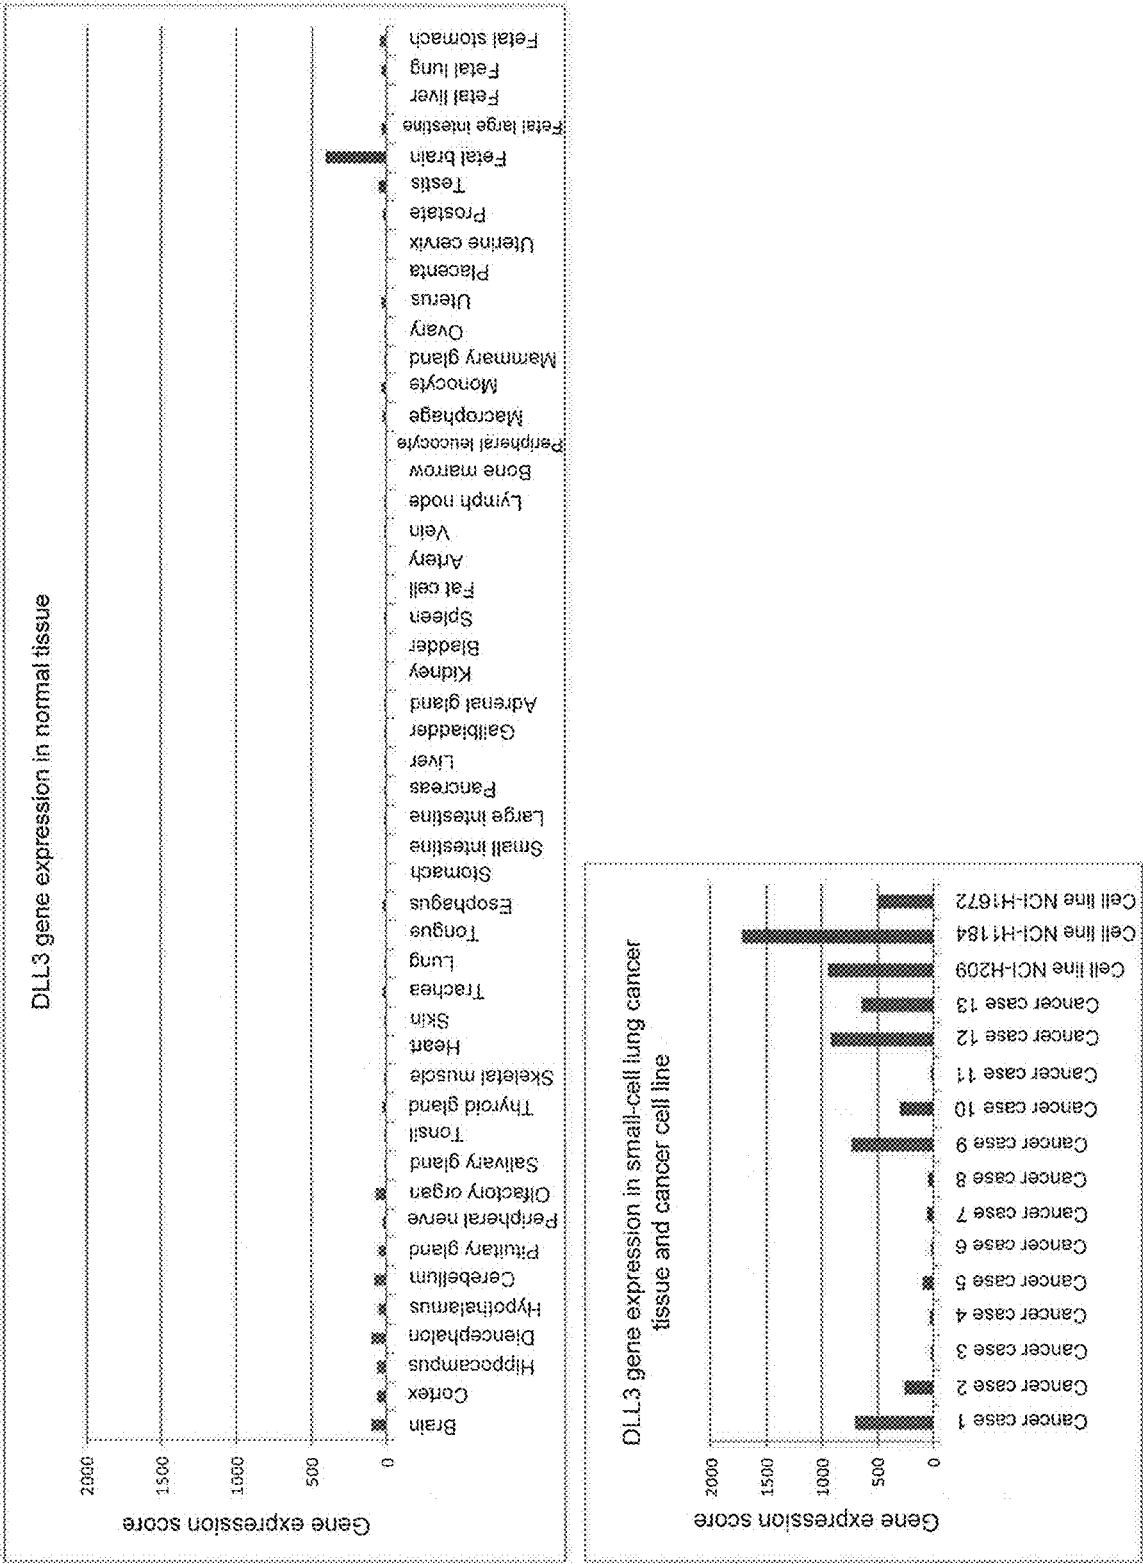 DLL3 gene expression in normal tissue
Gene expression score
2000
1500
1000
500
0
Brain
Cortex
Hippocampus
Diencephalon
Hypothalamus
Cerebellum
Pituitary gland
Peripheral nerve
Olfactory organ
Salivary gland
Tonsil
Thyroid gland
Skeletal muscle
Heart
Skin
Trachea
Lung
Tongue
Esophagus
Stomach
Small intestine
Large intestine
Pancreas
Liver
Gallbladder
Adrenal gland
Kidney
Bladder
Spleen
Fat cell
Artery
Vein
Lymph node
Bone marrow
Peripheral leucocyte
Macrophage
Monocyte
Mammary gland
Ovary
Uterus
Placenta
Uterine cervix
Prostate
Testis
Fetal brain
Fetal large intestine
Fetal liver
Fetal lung
Fetal stomach
DLL3 gene expression in small-cell lung cancer
tissue and cancer cell line
Gene expression score
2000
1500
1000
500
0
Cancer case 1
Cancer case 2
Cancer case 3
Cancer case 4
Cancer case 5
Cancer case 6
Cancer case 7
Cancer case 8
Cancer case 9
Cancer case 10
Cancer case 11
Cancer case 12
Cancer case 13
Cell line NCI-H209
Cell line NCI-H1184
Cell line NCI-H1672